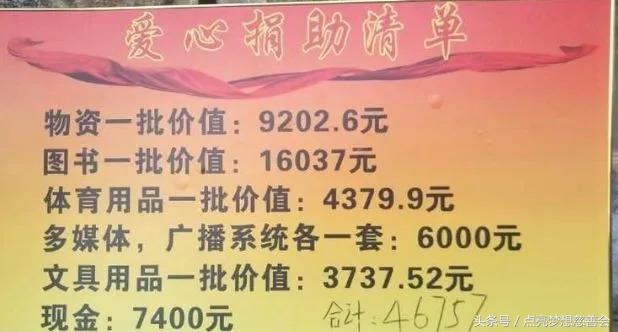 爱心捐助清单
物资一批价值：9202.6元
图书一批价值：16037元
体育用品一批价值：4379.9元
多媒体，广播系统各一套：6000元
文具用品一批价值：3737.52元
现金：7400元
合计：46757
头条号／点亮梦想慈善会